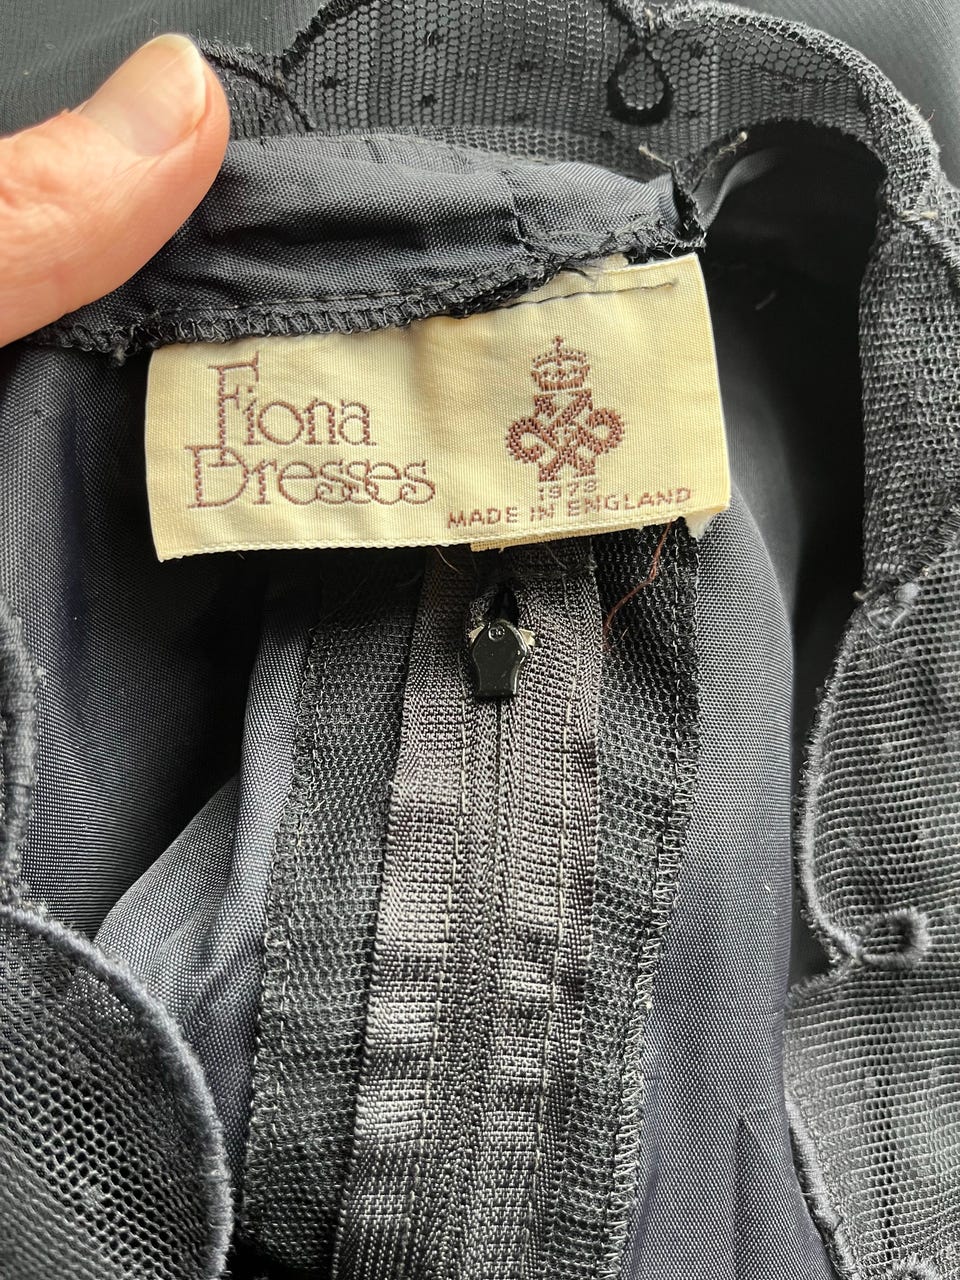 Fiona
Dresses
1978
MADE IN ENGLAND